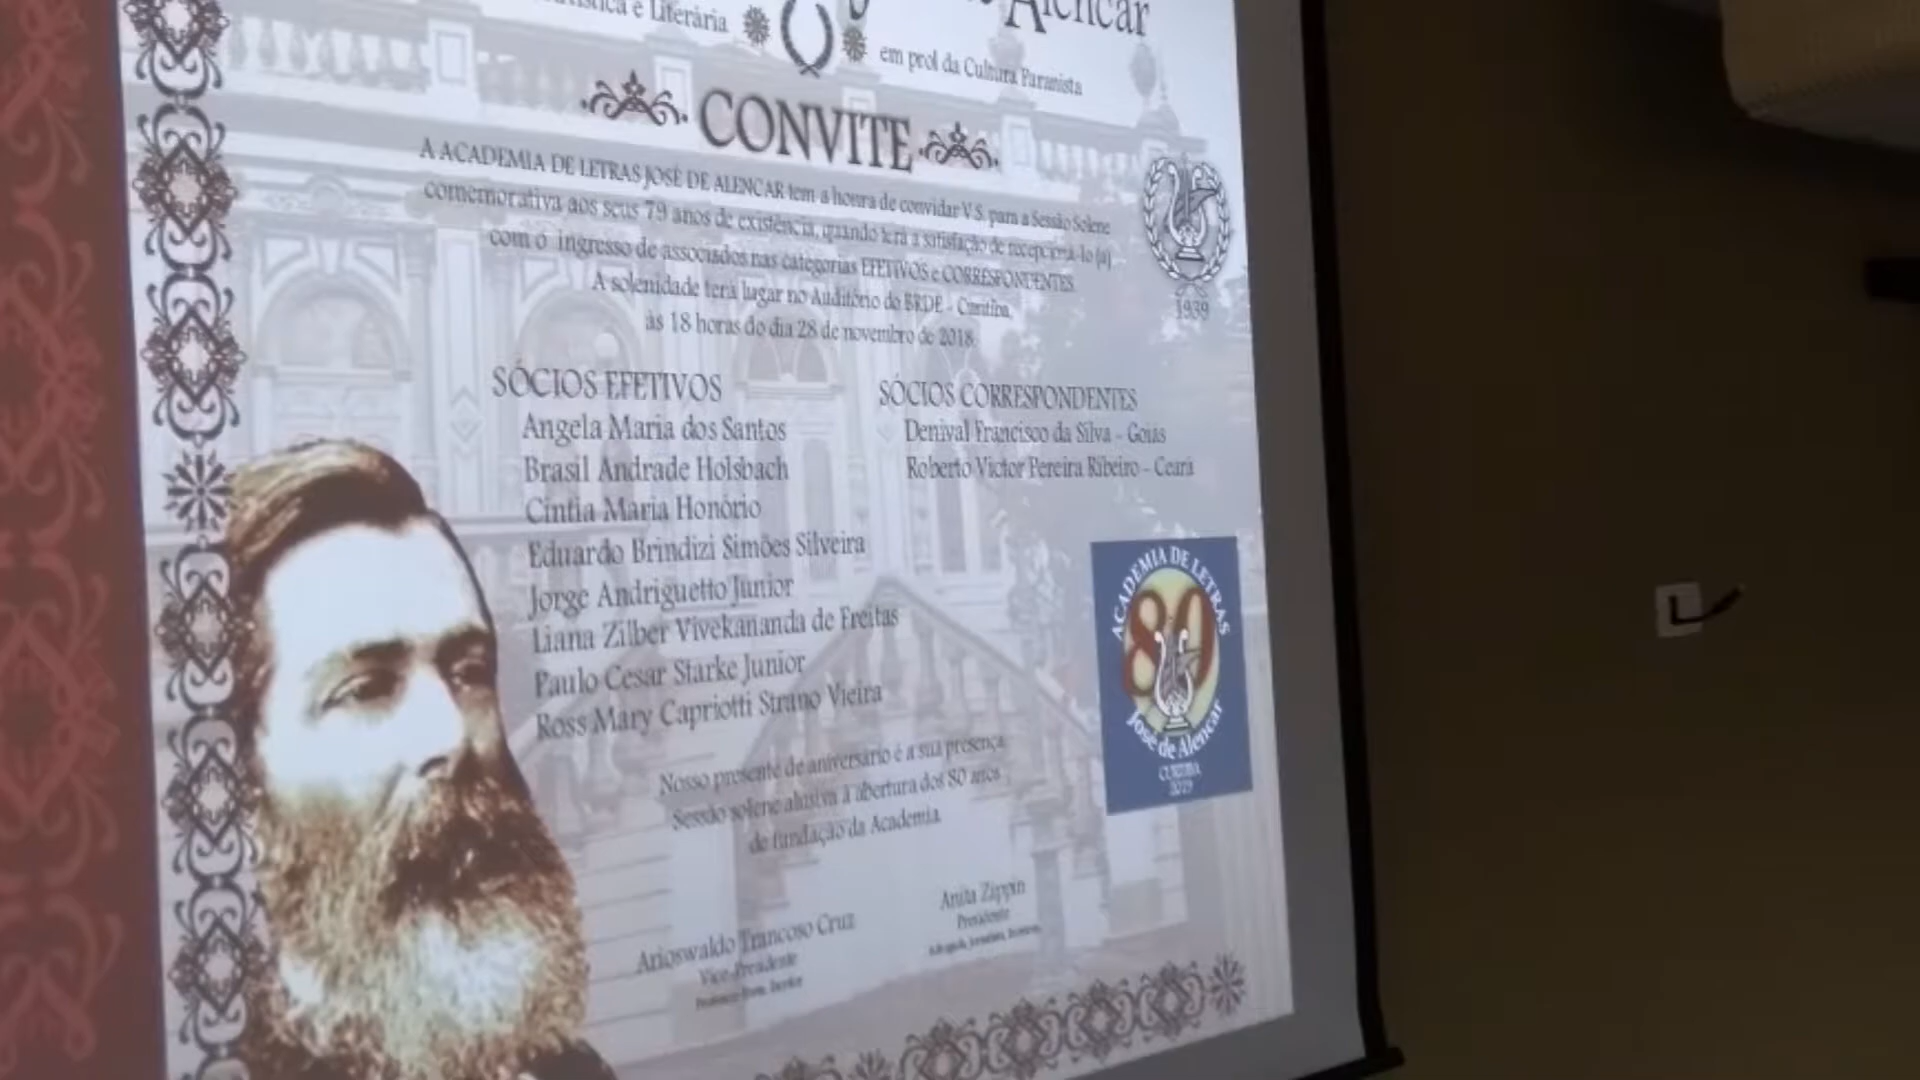 e Literária
Alencar
em prol da Cultura Paranista
CONVITE
A ACADEMIA DE LETRAS JOSÉ DE ALENCAR tem a honra de convidar V.S. para a Sessão Solene
comemorativa aos seus 79 anos de existência, quando terá a satisfação de recepcioná-lo (a)
com o ingresso de associados nas categorias EFETIVOS e CORRESPONDENTES
A solenidade terá lugar no Auditório do BRDE - Curitiba,
às 18 horas do dia 28 de novembro de 2018.
1939
SÓCIOS EFETIVOS
Angela Maria dos Santos
Brasil Andrade Holsbach
Cintia Maria Honório
Eduardo Brindizi Simões Silveira
Jorge Andriguetto Junior
Liana Zilber Vivekananda de Freitas
Paulo Cesar Starke Junior
Ross Mary Capriotti Strano Vieira
SÓCIOS CORRESPONDENTES
Denival Francisco da Silva - Goiás
Roberto Victor Pereira Ribeiro - Ceará
ACADEMIA DE LETRAS
80
José de Alencar
CURITIBA
2019
Nosso presente de aniversário é a sua presença
Sessão solene alusiva à abertura dos 80 anos
de fundação da Academia.
Arioswaldo Trancoso Cruz
Vice-Presidente
Anita Zippin
Presidente